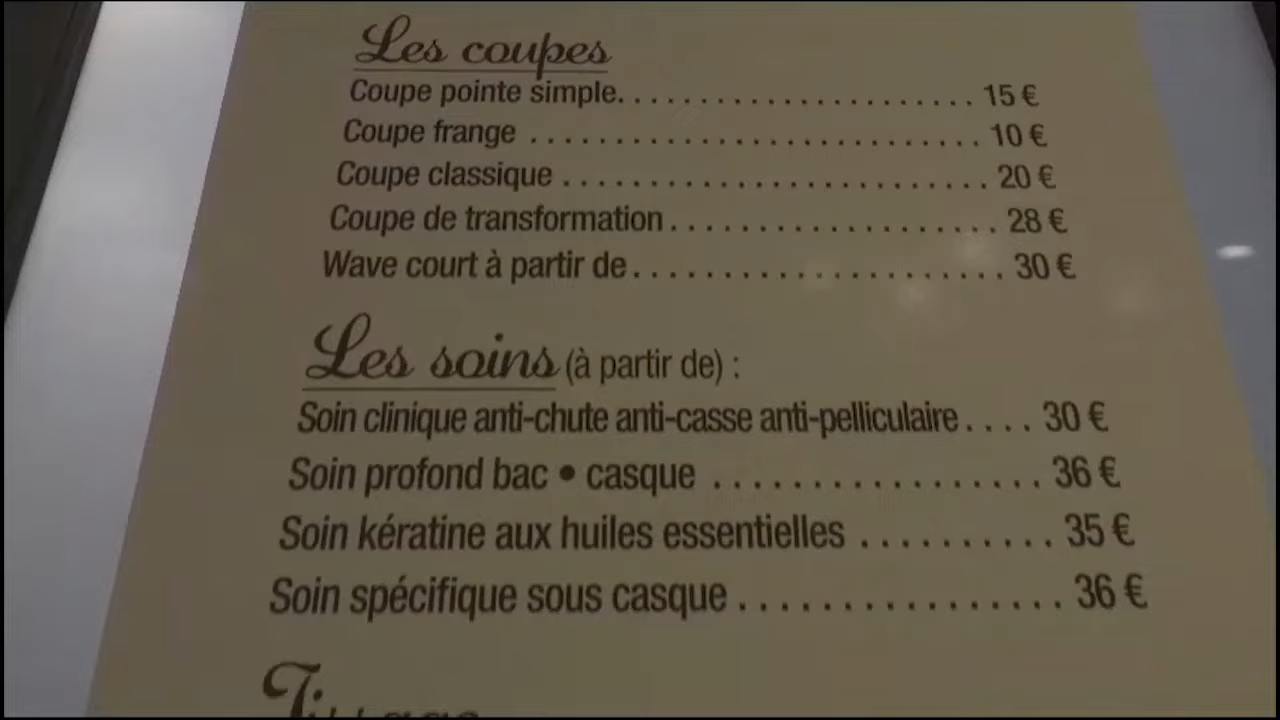 Les coupes
Coupe pointe simple. . . . . . . . . . . . . . . . . . . . . . 15 €
Coupe frange . . . . . . . . . . . . . . . . . . . . . . . . . . . 10 €
Coupe classique . . . . . . . . . . . . . . . . . . . . . . . . . 20 €
Coupe de transformation . . . . . . . . . . . . . . . . . . . 28 €
Wave court à partir de . . . . . . . . . . . . . . . . . . . . . 30 €
Les soins (à partir de) :
Soin clinique anti-chute anti-casse anti-pelliculaire . . . . 30 €
Soin profond bac • casque . . . . . . . . . . . . . . . . . 36 €
Soin kératine aux huiles essentielles . . . . . . . . . . 35 €
Soin spécifique sous casque . . . . . . . . . . . . . . . . 36 €